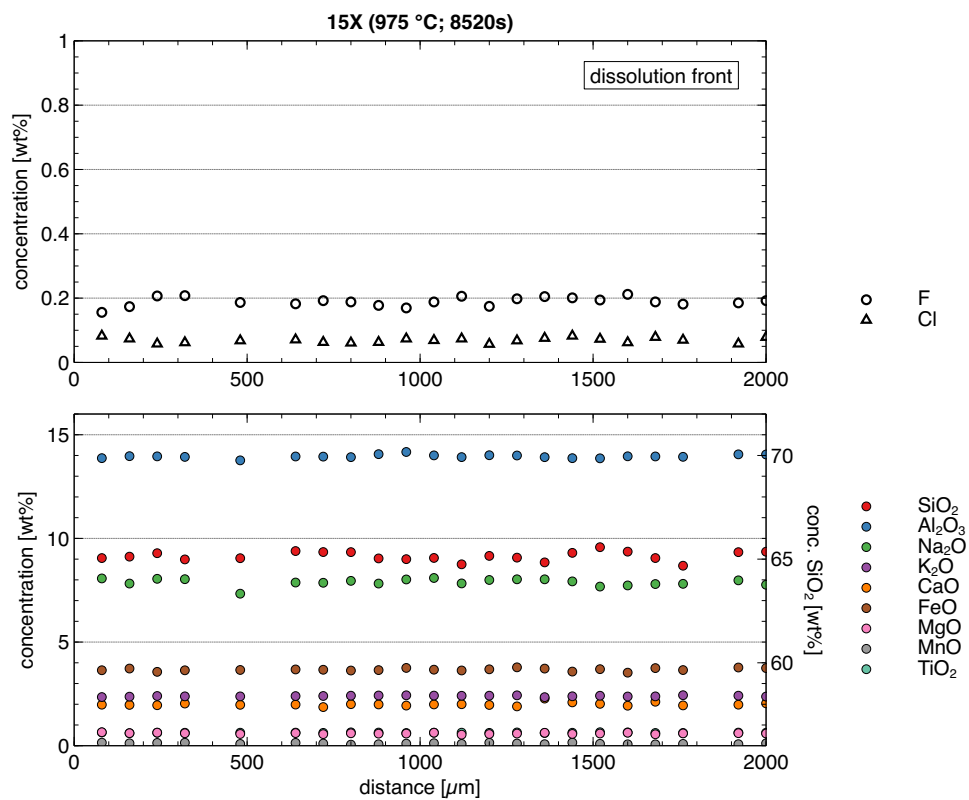 15X (975 °C; 8520s)
1
0.8
0.6
0.4
0.2
0
concentration [wt%]
dissolution front
0 500 1000 1500 2000
F
Cl
15
10
5
0
concentration [wt%]
70
65
60
conc. SiO₂ [wt%]
0 500 1000 1500 2000
distance [µm]
SiO₂
Al₂O₃
Na₂O
K₂O
CaO
FeO
MgO
MnO
TiO₂